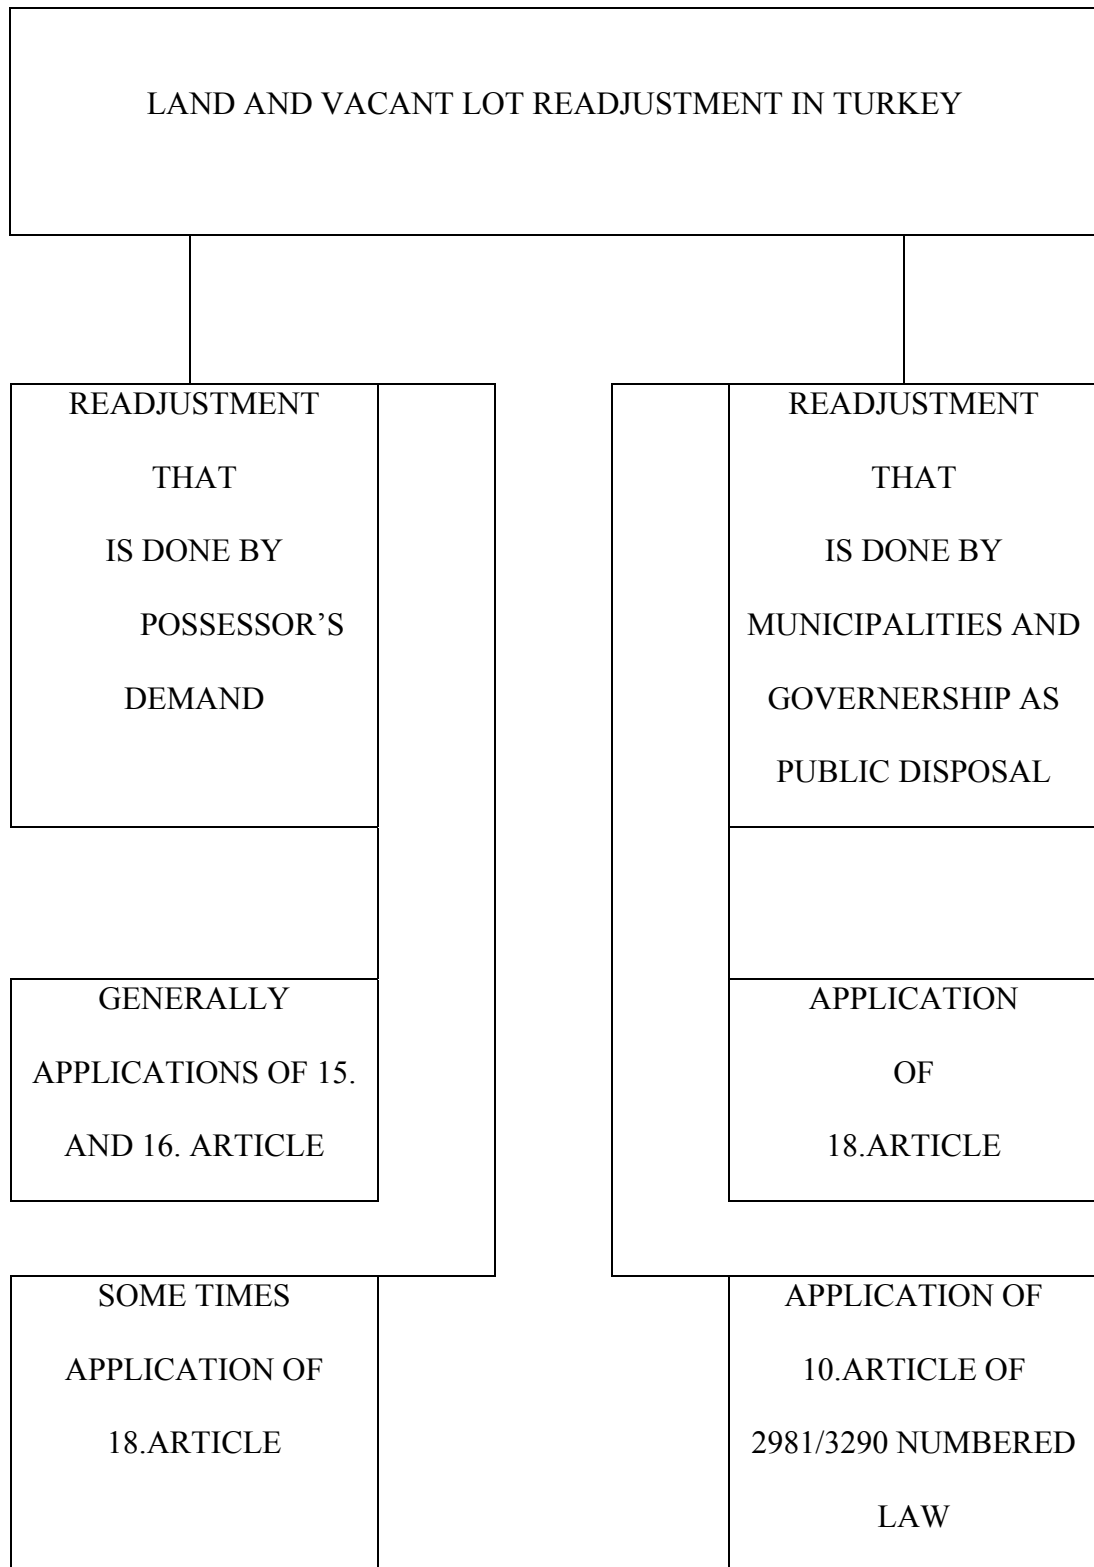 LAND AND VACANT LOT READJUSTMENT IN TURKEY
READJUSTMENT
THAT
IS DONE BY
POSSESSOR’S
DEMAND
READJUSTMENT
THAT
IS DONE BY
MUNICIPALITIES AND
GOVERNERSHIP AS
PUBLIC DISPOSAL
GENERALLY
APPLICATIONS OF 15.
AND 16. ARTICLE
APPLICATION
OF
18.ARTICLE
SOME TIMES
APPLICATION OF
18.ARTICLE
APPLICATION OF
10.ARTICLE OF
2981/3290 NUMBERED
LAW